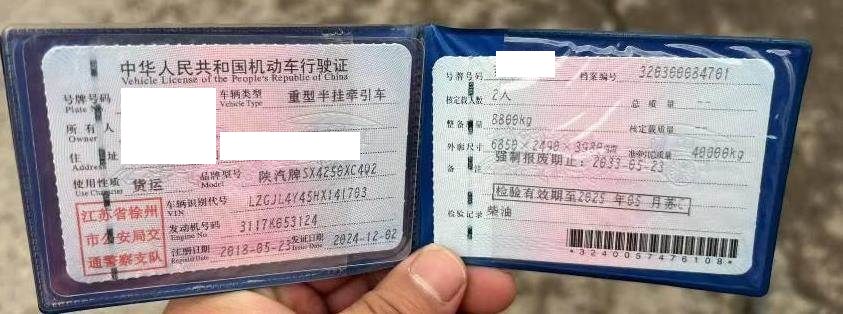 中华人民共和国机动车行驶证
Vehicle License of the People's Republic of China
号牌号码
Plate
车辆类型 重型半挂牵引车
Vehicle Type
所有人
Owner
住 址
Address
使用性质 货运
Use Character
品牌型号 陕汽牌SX4250XC4Q2
Model
江苏省徐州
市公安局交
通警察支队
车辆识别代号 LZGJL4Y45HX141703
VIN
发动机号码 3117K053124
Engine No.
注册日期 2018-05-23 发证日期 2024-12-02
Register Date Issue Date
号牌号码 档案编号 320300084701
核定载人数 2人 总质量 --
整备质量 8800kg 核定载质量 --
外廓尺寸 准牵引总质量 40000kg
备 注 强制报废期止：2033-05-23
检验有效期至2025 年05 月苏
检验记录 柴油
*3240057476108*